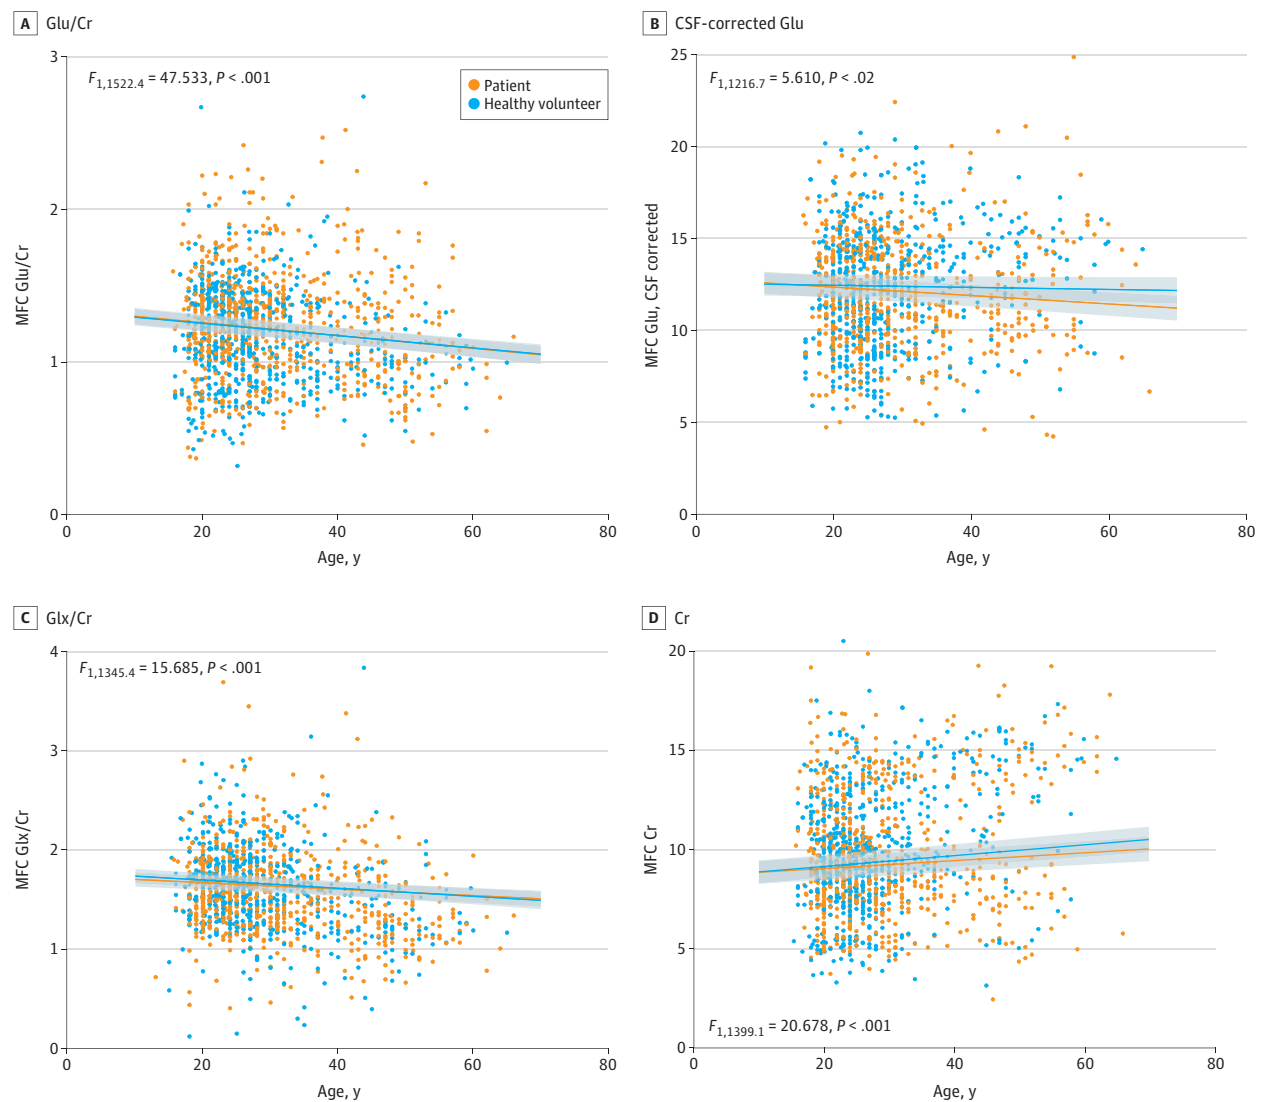 A Glu/Cr
3
2
1
0
MFC Glu/Cr
F1,1522.4 = 47.533, P < .001
Patient
Healthy volunteer
0 20 40 60 80
Age, y
B CSF-corrected Glu
25
20
15
10
5
0
MFC Glu, CSF corrected
F1,1216.7 = 5.610, P < .02
0 20 40 60 80
Age, y
C Glx/Cr
4
3
2
1
0
MFC Glx/Cr
F1,1345.4 = 15.685, P < .001
0 20 40 60 80
Age, y
D Cr
20
15
10
5
0
MFC Cr
F1,1399.1 = 20.678, P < .001
0 20 40 60 80
Age, y